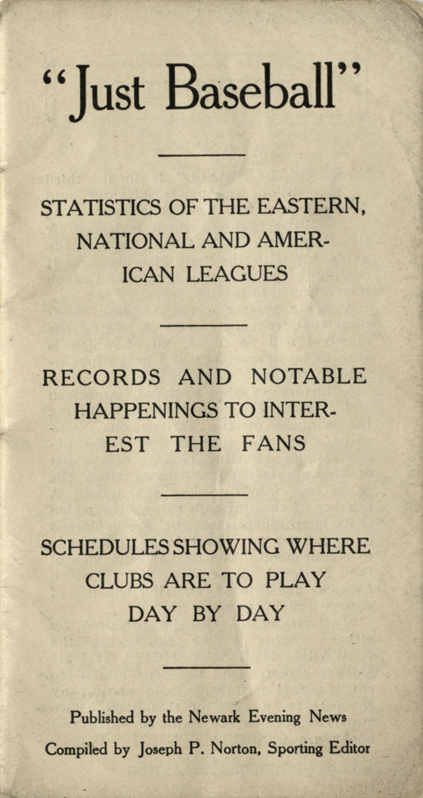 “Just Baseball”
STATISTICS OF THE EASTERN,
NATIONAL AND AMER-
ICAN LEAGUES
RECORDS AND NOTABLE
HAPPENINGS TO INTER-
EST THE FANS
SCHEDULES SHOWING WHERE
CLUBS ARE TO PLAY
DAY BY DAY
Published by the Newark Evening News
Compiled by Joseph P. Norton, Sporting Editor